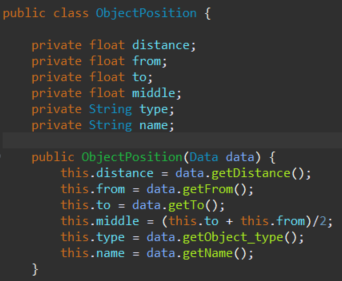 public class ObjectPosition {
private float distance;
private float from;
private float to;
private float middle;
private String type;
private String name;
public ObjectPosition(Data data) {
this.distance = data.getDistance();
this.from = data.getFrom();
this.to = data.getTo();
this.middle = (this.to + this.from)/2;
this.type = data.getObject_type();
this.name = data.getName();
}